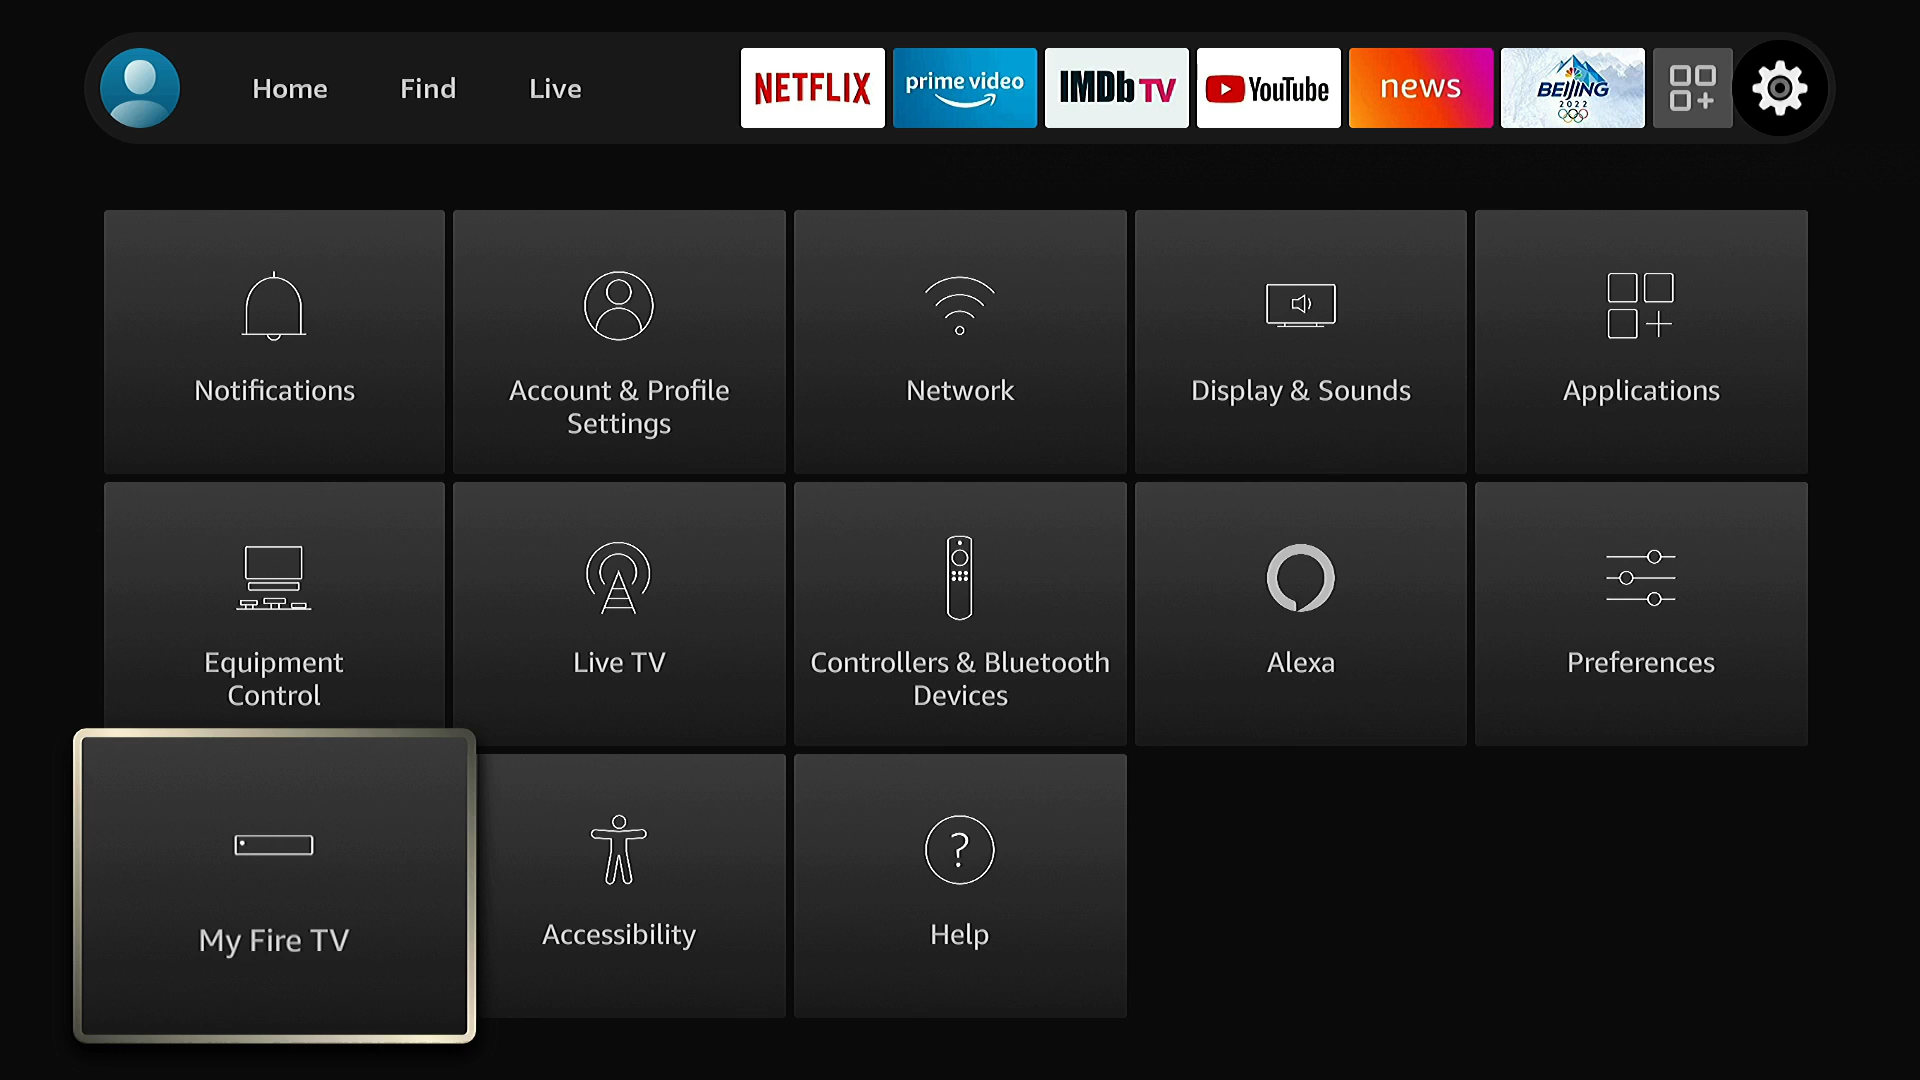 Home Find Live NETFLIX prime video IMDb TV YouTube news BEIJING
2022
Notifications
Account & Profile
Settings
Network
Display & Sounds
Applications
Equipment
Control
Live TV
Controllers & Bluetooth
Devices
Alexa
Preferences
My Fire TV
Accessibility
?
Help